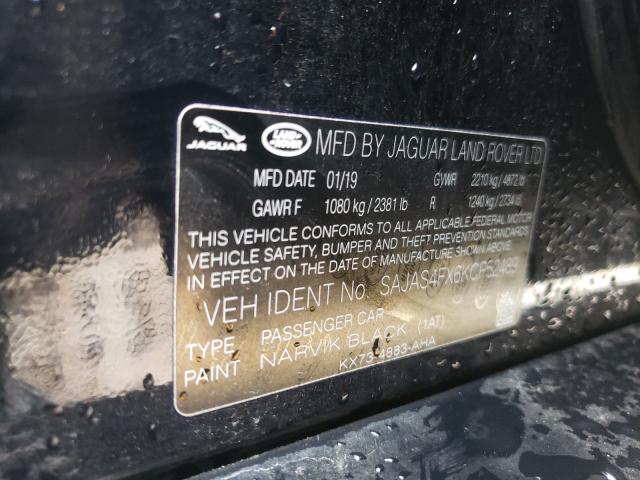 JAGUAR LAND ROVER MFD BY JAGUAR LAND ROVER LTD
MFD DATE 01/19 GVWR 2210 kg / 4872 lb
GAWR F 1080 kg / 2381 lb R 1240 kg / 2734 lb
THIS VEHICLE CONFORMS TO ALL APPLICABLE FEDERAL MOTOR
VEHICLE SAFETY, BUMPER AND THEFT PREVENTION STANDARDS
IN EFFECT ON THE DATE OF MANUFACTURE SHOWN ABOVE.
VEH IDENT No. SAJAS4FX6KCP52469
TYPE PASSENGER CAR
PAINT NARVIK BLACK (1AT)
KX73-4883-AHA